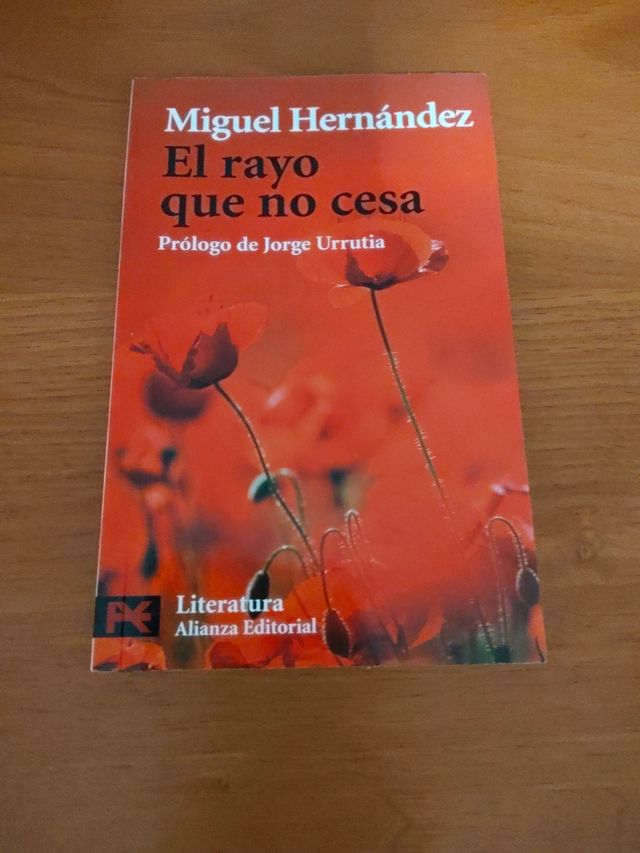 Miguel Hernández
El rayo
que no cesa
Prólogo de Jorge Urrutia
Literatura
Alianza Editorial